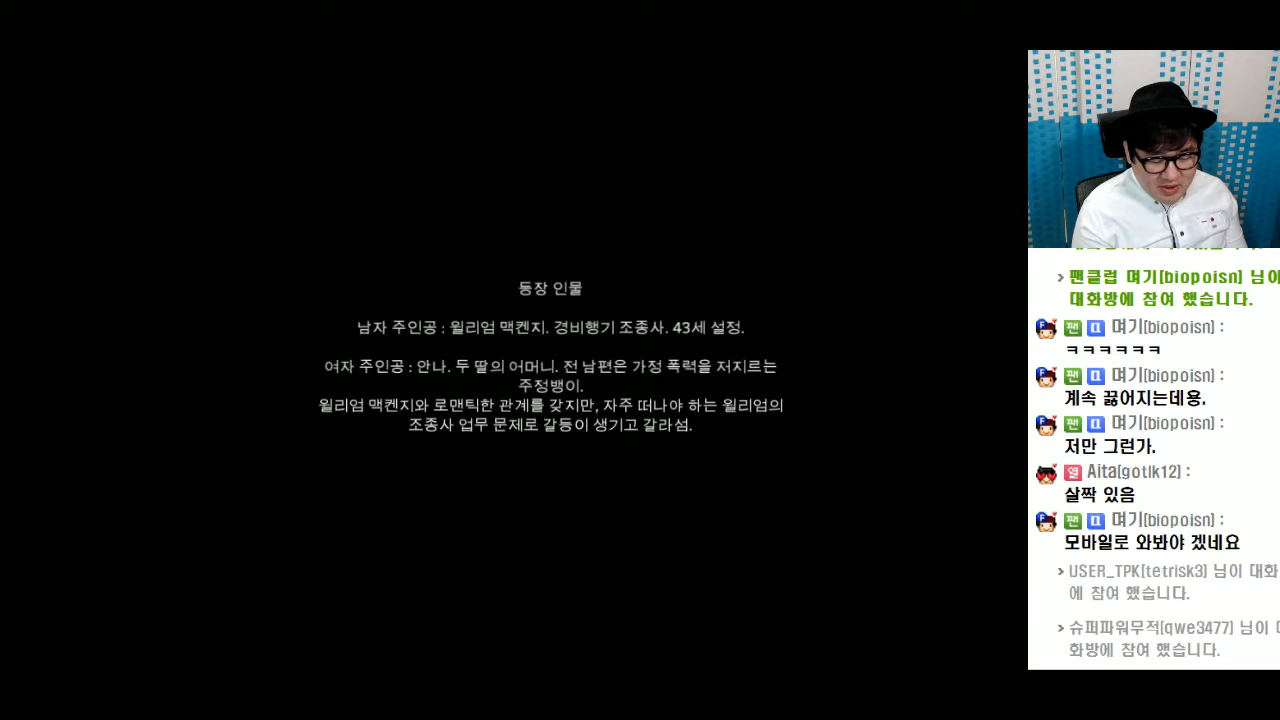 등장 인물
남자 주인공 : 윌리엄 맥켄지. 경비행기 조종사. 43세 설정.
여자 주인공 : 안나. 두 딸의 어머니. 전 남편은 가정 폭력을 저지르는
주정뱅이.
윌리엄 맥켄지와 로맨틱한 관계를 갖지만, 자주 떠나야 하는 윌리엄의
조종사 업무 문제로 갈등이 생기고 갈라섬.
> 팬클럽 며기[biopoisn] 님이
대화방에 참여 했습니다.
팬 며기[biopoisn] :
ㅋㅋㅋㅋㅋㅋ
팬 며기[biopoisn] :
계속 끓어지는데용.
팬 며기[biopoisn] :
저만 그런가.
열 Aita[gotlk12] :
살짝 있음
팬 며기[biopoisn] :
모바일로 와봐야 겠네요
> USER_TPK[tetrisk3] 님이 대화
에 참여 했습니다.
> 슈퍼파워무적[qwe3477] 님이
화방에 참여 했습니다.